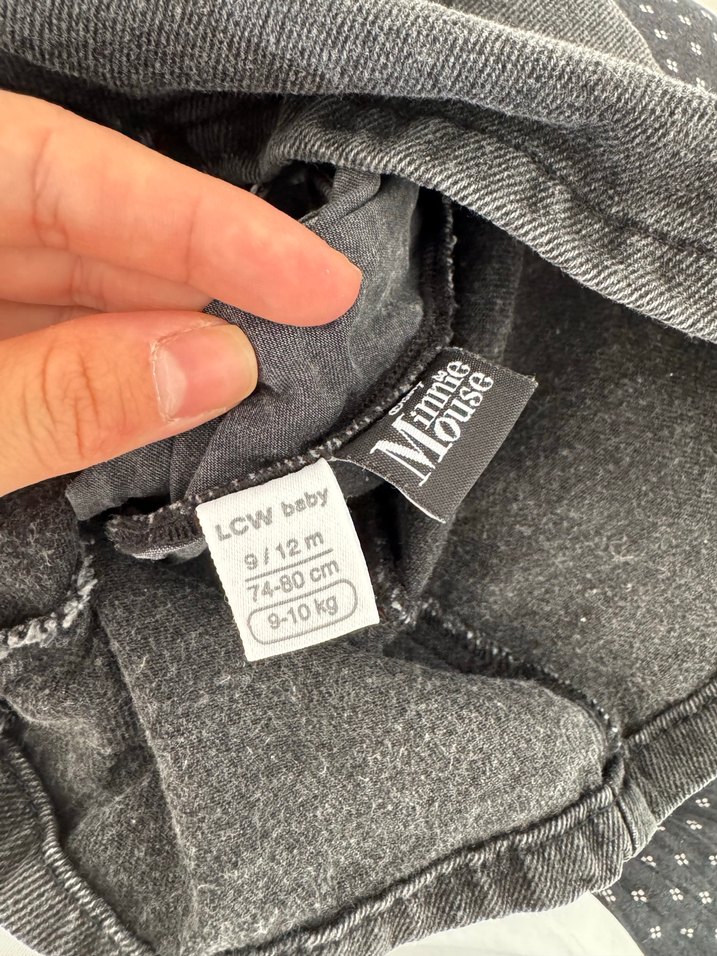 LCW baby
9 / 12 m
74-80 cm
9-10 kg
Minnie
Mouse